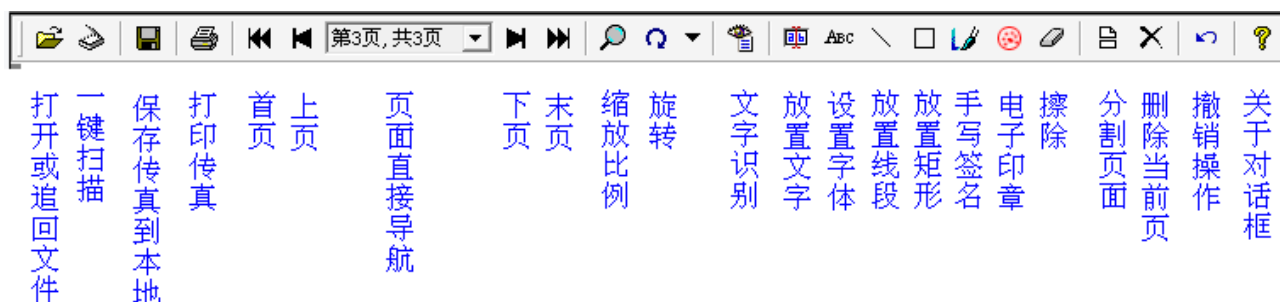 第3页,共3页
ABC
打开或追回文件
一键扫描
保存传真到本地
打印传真
首页
上页
页面直接导航
下页
末页
缩放比例
旋转
文字识别
放置文字
设置字体
放置线段
放置矩形
手写签名
电子印章
擦除
分割页面
删除当前页
撤销操作
关于对话框